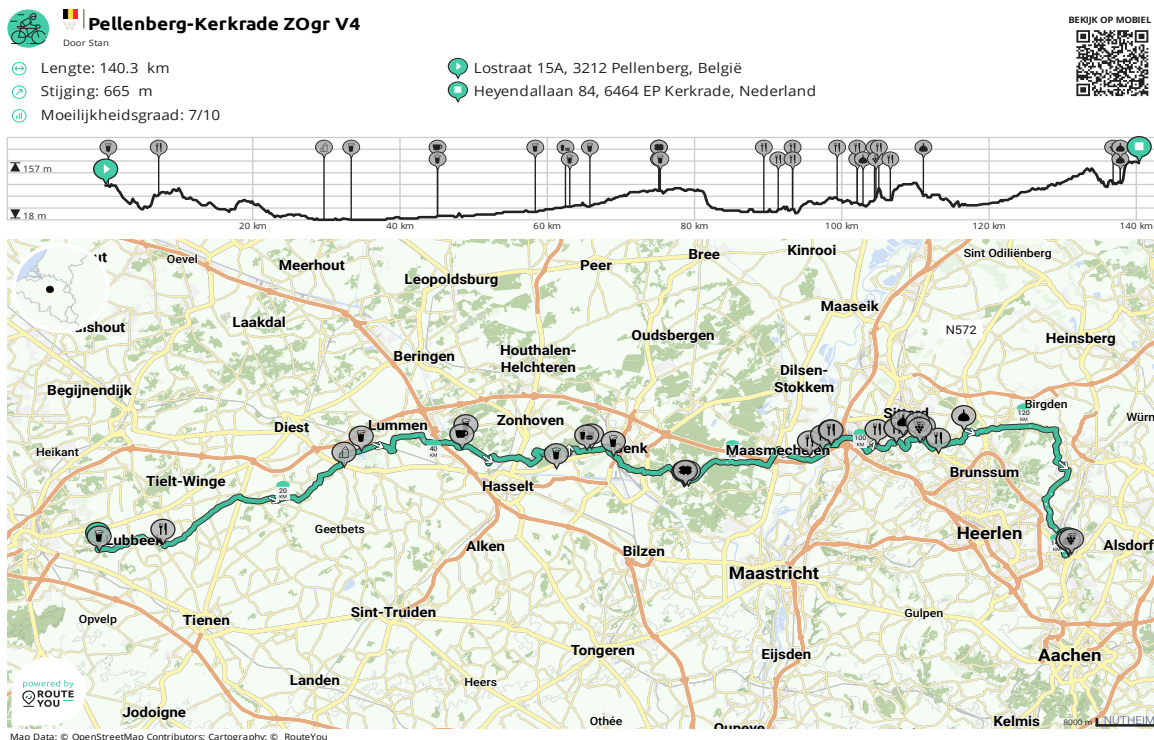 Pellenberg-Kerkrade ZOgr V4
Door Stan
BEKIJK OP MOBIEL
Lengte: 140.3 km
Stijging: 665 m
Moeilijkheidsgraad: 7/10
Lostraat 15A, 3212 Pellenberg, België
Heyendallaan 84, 6464 EP Kerkrade, Nederland
157 m
18 m
20 km
40 km
60 km
80 km
100 km
120 km
140 km
Oevel
Meerhout
Leopoldsburg
Peer
Bree
Kinrooi
Sint Odiliënberg
Maaseik
Laakdal
Beringen
Houthalen-
Helchteren
Oudsbergen
N572
Heinsberg
Begijnendijk
Dilsen-
Stokkem
Diest
Lummen
Zonhoven
Sittard
Birgden
120
KM
Heikant
40
KM
Maasmechelen
100
KM
Tielt-Winge
20
KM
Hasselt
Brunssum
Geetbets
Lubbeek
Alken
Bilzen
Heerlen
Alsdorf
Maastricht
Opvelp
Tienen
Sint-Truiden
Gulpen
Tongeren
Eijsden
Aachen
Landen
Heers
Jodoigne
Othée
Kelmis
8000 m
powered by
ROUTE
YOU
Map Data: © OpenStreetMap Contributors; Cartography: © RouteYou